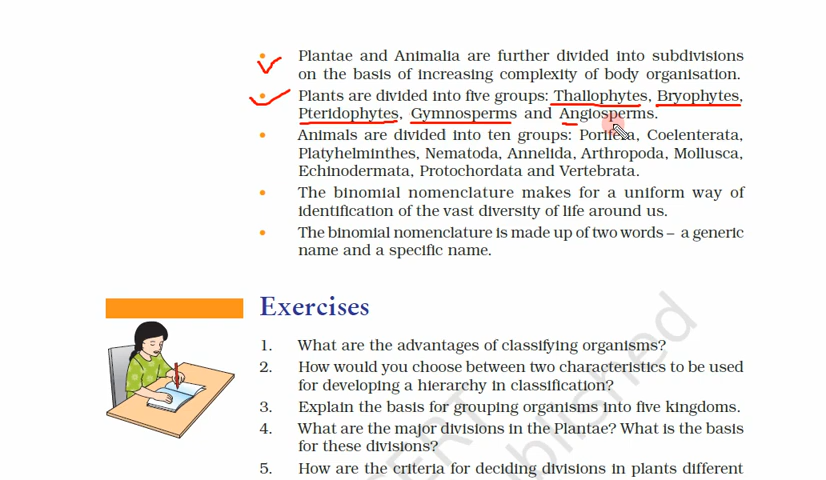 Plantae and Animalia are further divided into subdivisions
on the basis of increasing complexity of body organisation.
Plants are divided into five groups: Thallophytes, Bryophytes,
Pteridophytes, Gymnosperms and Angiosperms.
Animals are divided into ten groups: Porifera, Coelenterata,
Platyhelminthes, Nematoda, Annelida, Arthropoda, Mollusca,
Echinodermata, Protochordata and Vertebrata.
The binomial nomenclature makes for a uniform way of
identification of the vast diversity of life around us.
The binomial nomenclature is made up of two words – a generic
name and a specific name.
Exercises
1. What are the advantages of classifying organisms?
2. How would you choose between two characteristics to be used
for developing a hierarchy in classification?
3. Explain the basis for grouping organisms into five kingdoms.
4. What are the major divisions in the Plantae? What is the basis
for these divisions?
5. How are the criteria for deciding divisions in plants different